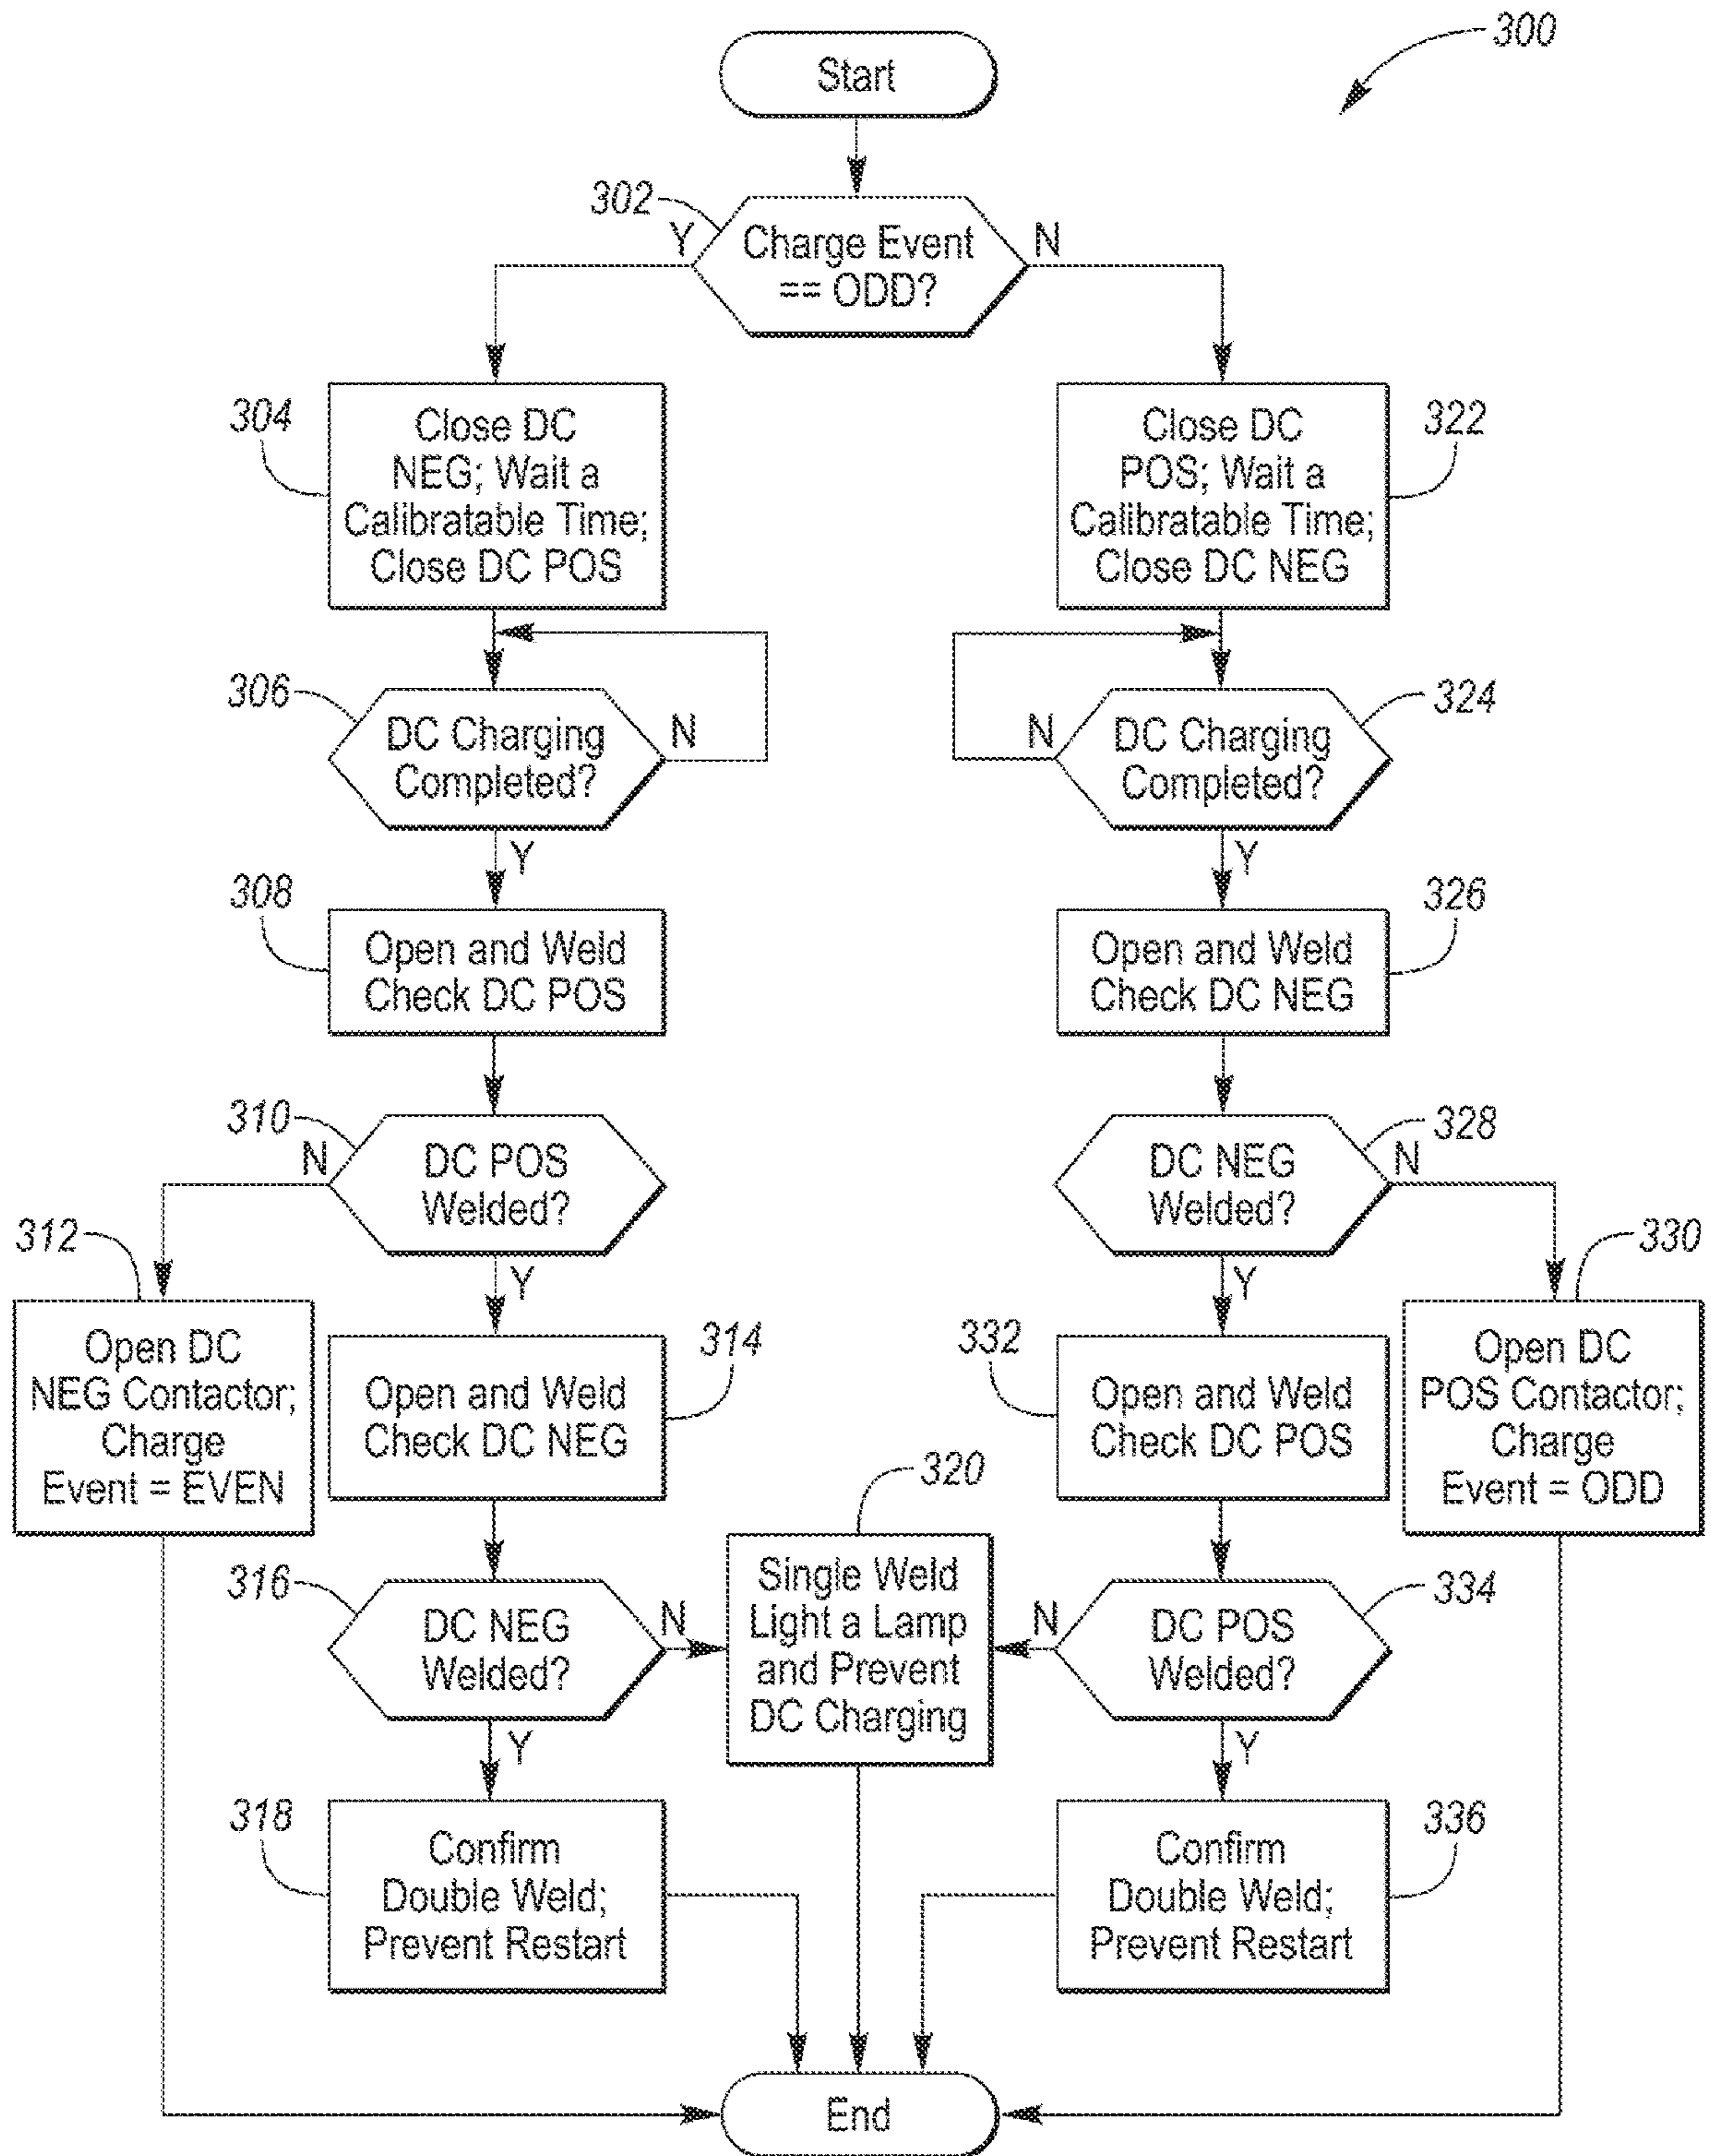 300
Start
302
Y
Charge Event
== ODD?
N
304
Close DC
NEG; Wait a
Calibratable Time;
Close DC POS
Close DC
POS; Wait a
Calibratable Time;
Close DC NEG
322
306
DC Charging
Completed?
N
Y
N
DC Charging
Completed?
324
Y
308
Open and Weld
Check DC POS
Open and Weld
Check DC NEG
326
310
N
DC POS
Welded?
Y
DC NEG
Welded?
328
N
Y
312
Open DC
NEG Contactor;
Charge
Event = EVEN
Open and Weld
Check DC NEG
314
332
Open and Weld
Check DC POS
330
Open DC
POS Contactor;
Charge
Event = ODD
316
DC NEG
Welded?
N
Y
320
Single Weld
Light a Lamp
and Prevent
DC Charging
N
DC POS
Welded?
334
Y
318
Confirm
Double Weld;
Prevent Restart
Confirm
Double Weld;
Prevent Restart
336
End